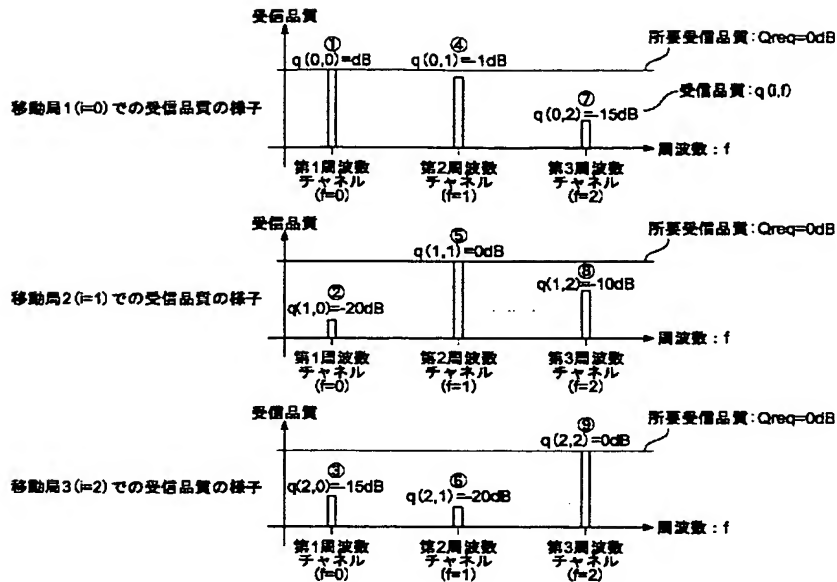 受信品質
①
q(0,0)=dB
④
q(0,1)=-1dB
所要受信品質:Qreq=0dB
⑦
受信品質:q(i,f)
q(0,2)=-15dB
移動局1(i=0)での受信品質の様子
周波数:f
第1周波数
チャネル
(f=0)
第2周波数
チャネル
(f=1)
第3周波数
チャネル
(f=2)
受信品質
⑤
q(1,1)=0dB
所要受信品質:Qreq=0dB
②
q(1,0)=-20dB
⑧
q(1,2)=-10dB
移動局2(i=1)での受信品質の様子
周波数:f
第1周波数
チャネル
(f=0)
第2周波数
チャネル
(f=1)
第3周波数
チャネル
(f=2)
受信品質
⑨
q(2,2)=0dB
所要受信品質:Qreq=0dB
③
q(2,0)=-15dB
⑥
q(2,1)=-20dB
移動局3(i=2)での受信品質の様子
周波数:f
第1周波数
チャネル
(f=0)
第2周波数
チャネル
(f=1)
第3周波数
チャネル
(f=2)